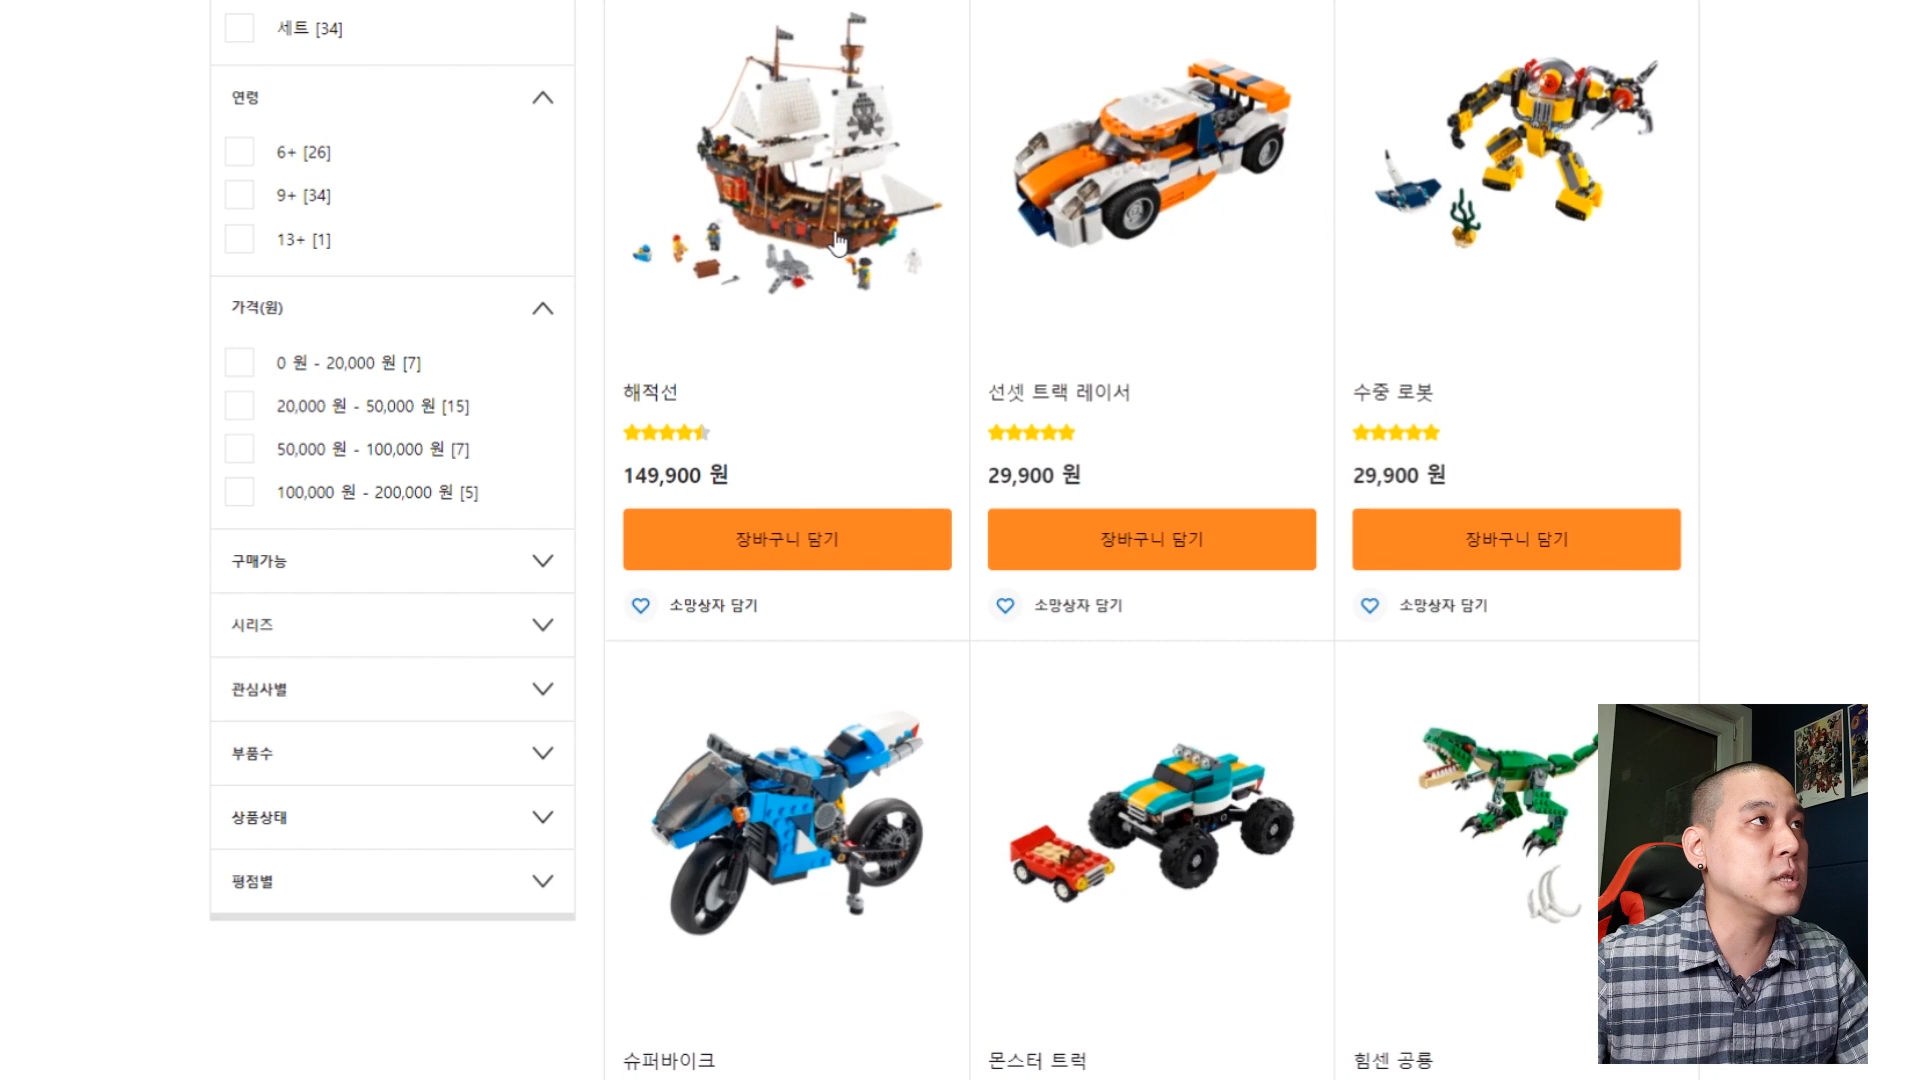 세트 [34]
연령
6+ [26]
9+ [34]
13+ [1]
가격(원)
0 원 - 20,000 원 [7]
20,000 원 - 50,000 원 [15]
50,000 원 - 100,000 원 [7]
100,000 원 - 200,000 원 [5]
구매가능
시리즈
관심사별
부품수
상품상태
평점별
해적선
149,900 원
장바구니 담기
소망상자 담기
선셋 트랙 레이서
29,900 원
장바구니 담기
소망상자 담기
수중 로봇
29,900 원
장바구니 담기
소망상자 담기
슈퍼바이크
몬스터 트럭
힘센 공룡